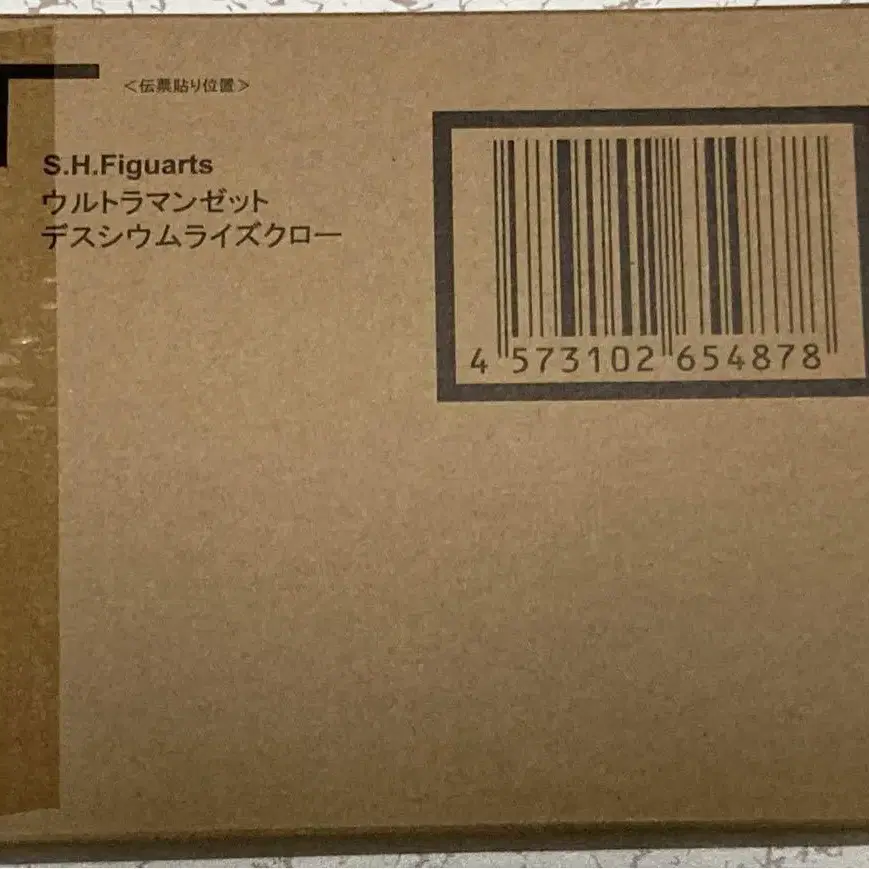 ＜伝票貼り位置＞
S.H.Figuarts
ウルトラマンゼット
デスシウムライズクロー
4 573102 654878